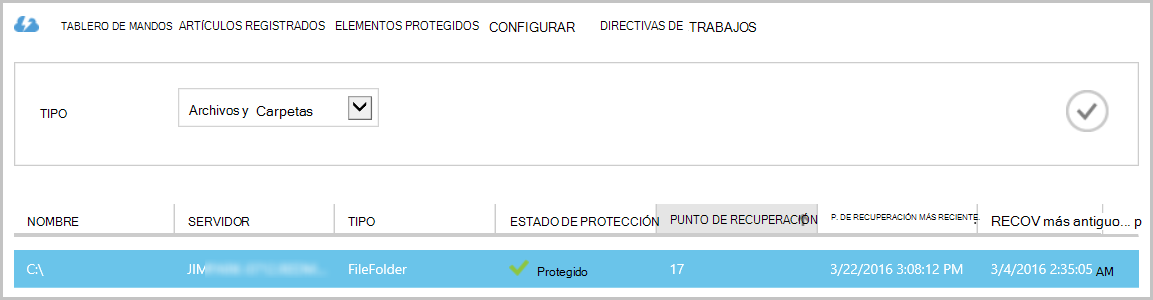 TABLERO DE MANDOS ARTÍCULOS REGISTRADOS ELEMENTOS PROTEGIDOS CONFIGURAR DIRECTIVAS DE TRABAJOS
TIPO Archivos y Carpetas
NOMBRE SERVIDOR TIPO ESTADO DE PROTECCIÓN PUNTO DE RECUPERACIÓN P. DE RECUPERACIÓN MÁS RECIENTE. RECOV más antiguo... p
C:\ JIM FileFolder Protegido 17 3/22/2016 3:08:12 PM 3/4/2016 2:35:05 AM